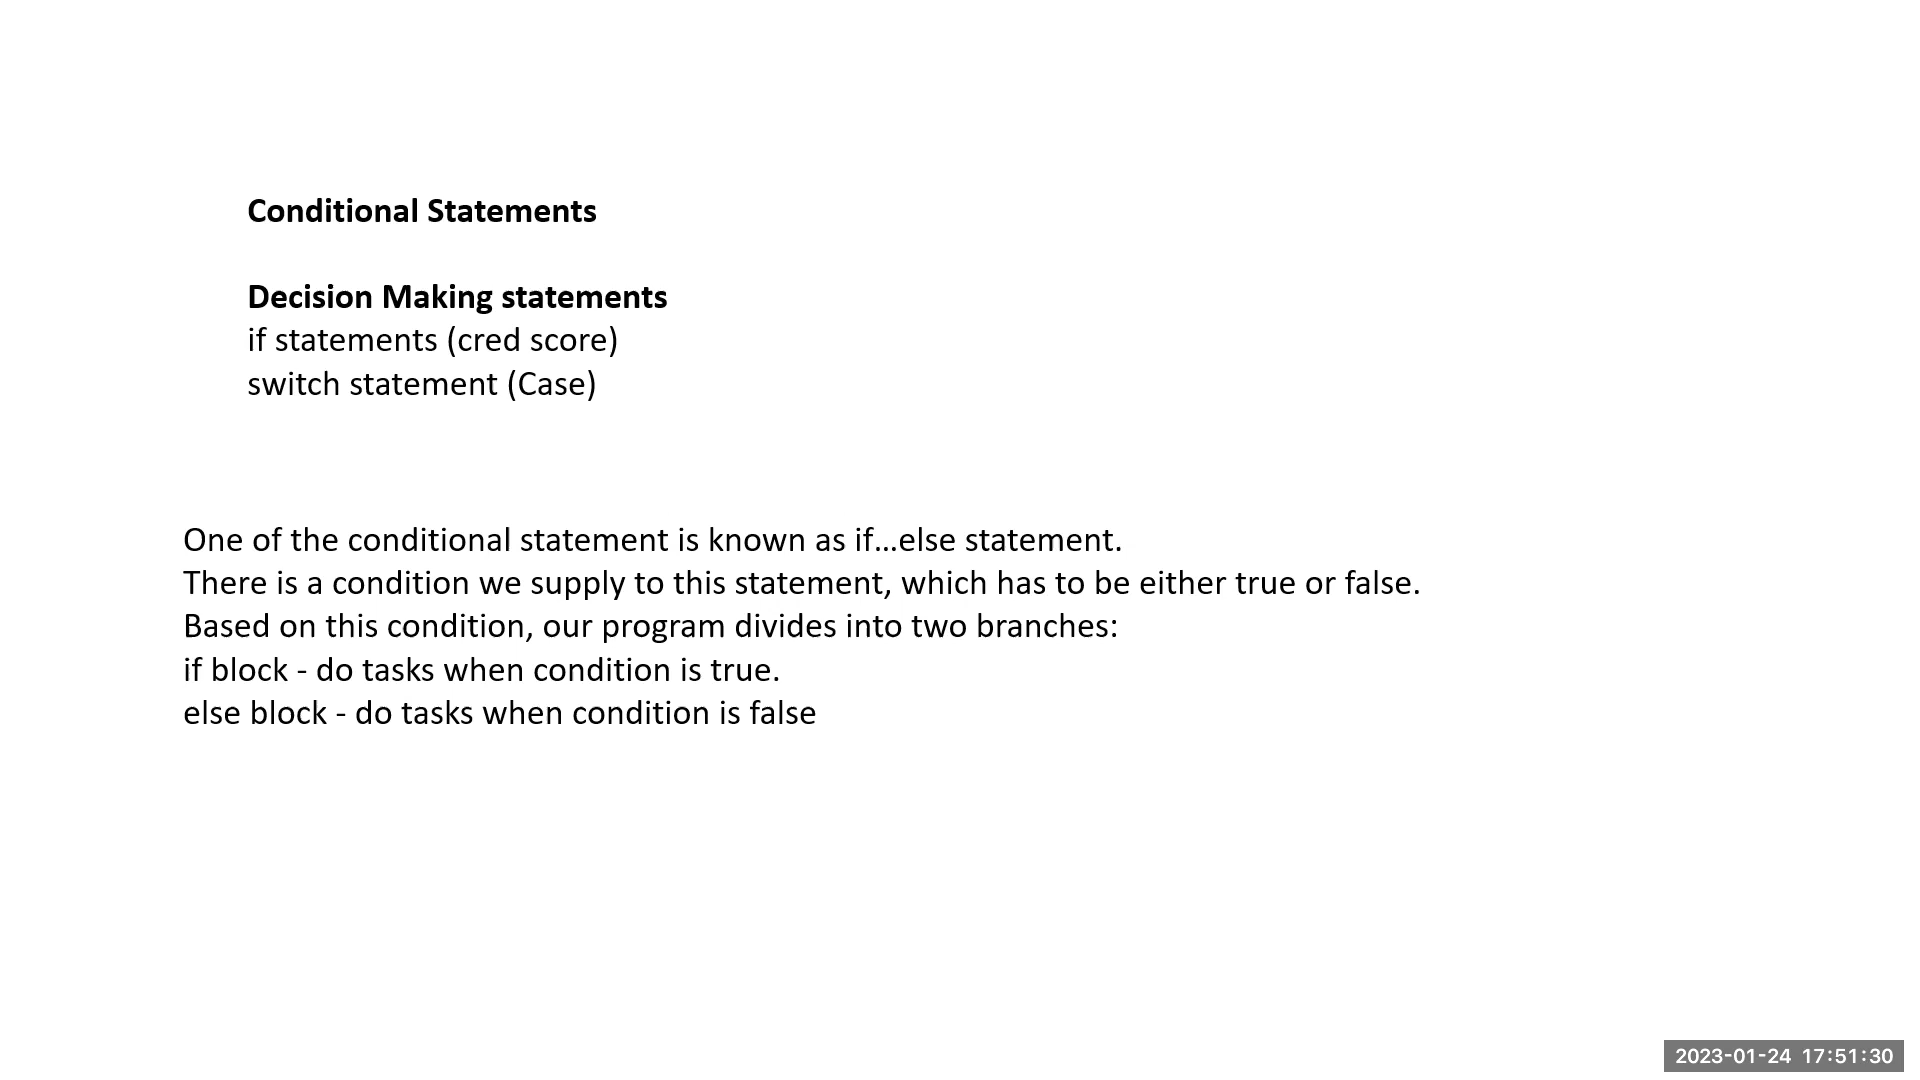 Conditional Statements
Decision Making statements
if statements (cred score)
switch statement (Case)
One of the conditional statement is known as if...else statement.
There is a condition we supply to this statement, which has to be either true or false.
Based on this condition, our program divides into two branches:
if block - do tasks when condition is true.
else block - do tasks when condition is false
2023-01-24 17:51:30